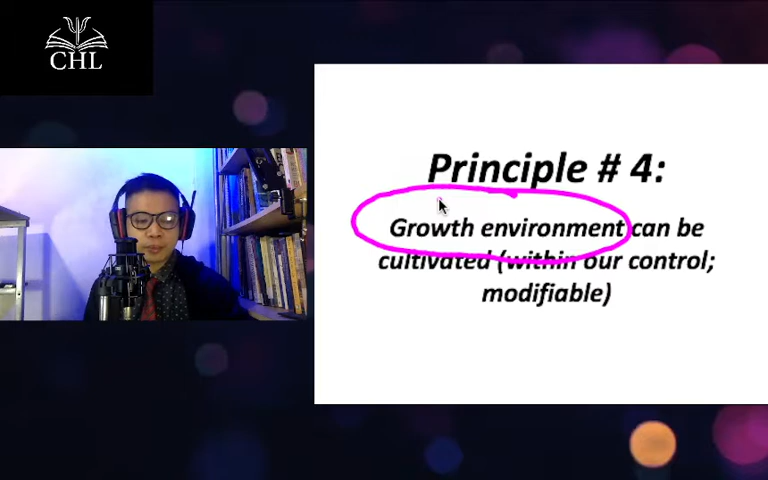 CHL
Principle # 4:
Growth environment can be
cultivated (within our control;
modifiable)